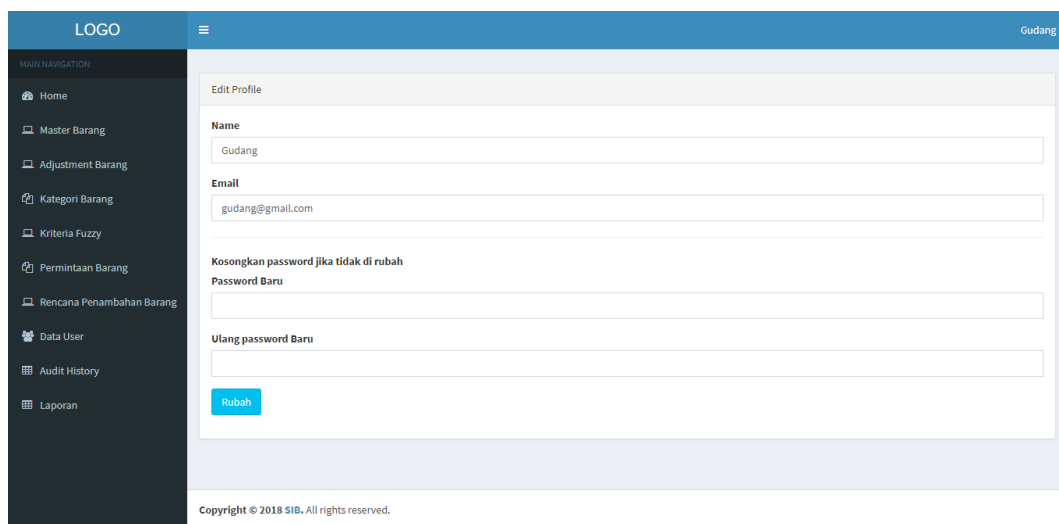 LOGO
Gudang
MAIN NAVIGATION
Home
Master Barang
Adjustment Barang
Kategori Barang
Kriteria Fuzzy
Permintaan Barang
Rencana Penambahan Barang
Data User
Audit History
Laporan
Edit Profile
Name
Gudang
Email
gudang@gmail.com
Kosongkan password jika tidak di rubah
Password Baru
Ulang password Baru
Rubah
Copyright © 2018 SIB. All rights reserved.